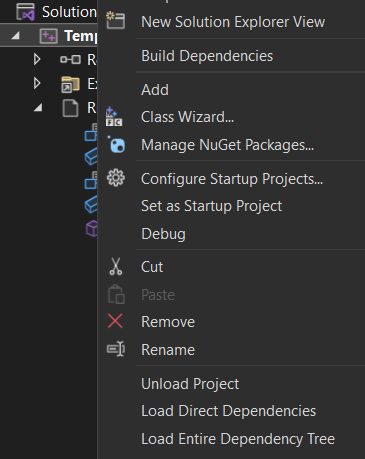 Solution
New Solution Explorer View
Temp
Build Dependencies
R
Ex
Add
R
Class Wizard...
Manage NuGet Packages...
Configure Startup Projects...
Set as Startup Project
Debug
Cut
Paste
Remove
Rename
Unload Project
Load Direct Dependencies
Load Entire Dependency Tree